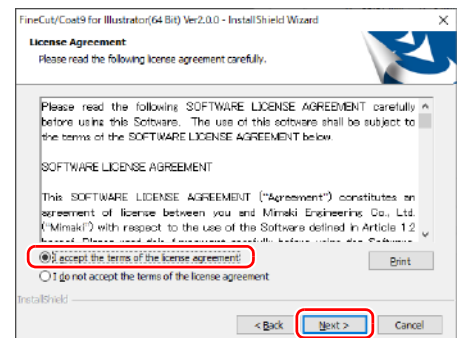 FineCut/Coat9 for Illustrator(64 Bit) Ver2.0.0 - InstallShield Wizard
License Agreement
Please read the following license agreement carefully.
Please read the following SOFTWARE LICENSE AGREEMENT carefully
before using this Software. The use of this software shall be subject to
the terms of the SOFTWARE LICENSE AGREEMENT below.
SOFTWARE LICENSE AGREEMENT
This SOFTWARE LICENSE AGREEMENT ("Agreement") constitutes an
agreement of license between you and Mimaki Engineering Co., Ltd.
("Mimaki") with respect to the use of the Software defined in Article 1.2
I accept the terms of the license agreement
Print
I do not accept the terms of the license agreement
InstallShield
< Back
Next >
Cancel